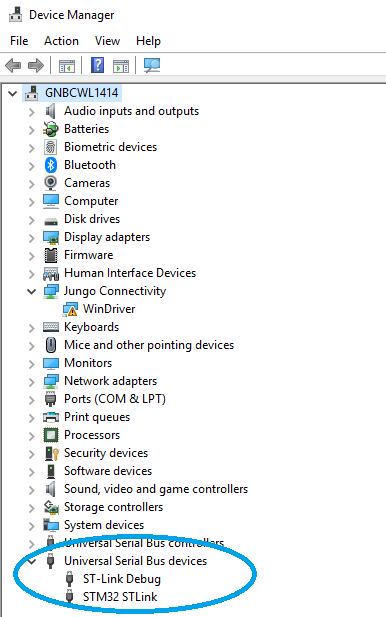 Device Manager
File Action View Help
GNBCWL1414
Audio inputs and outputs
Batteries
Biometric devices
Bluetooth
Cameras
Computer
Disk drives
Display adapters
Firmware
Human Interface Devices
Jungo Connectivity
WinDriver
Keyboards
Mice and other pointing devices
Monitors
Network adapters
Ports (COM & LPT)
Print queues
Processors
Security devices
Software devices
Sound, video and game controllers
Storage controllers
System devices
Universal Serial Bus controllers
Universal Serial Bus devices
ST-Link Debug
STM32 STLink